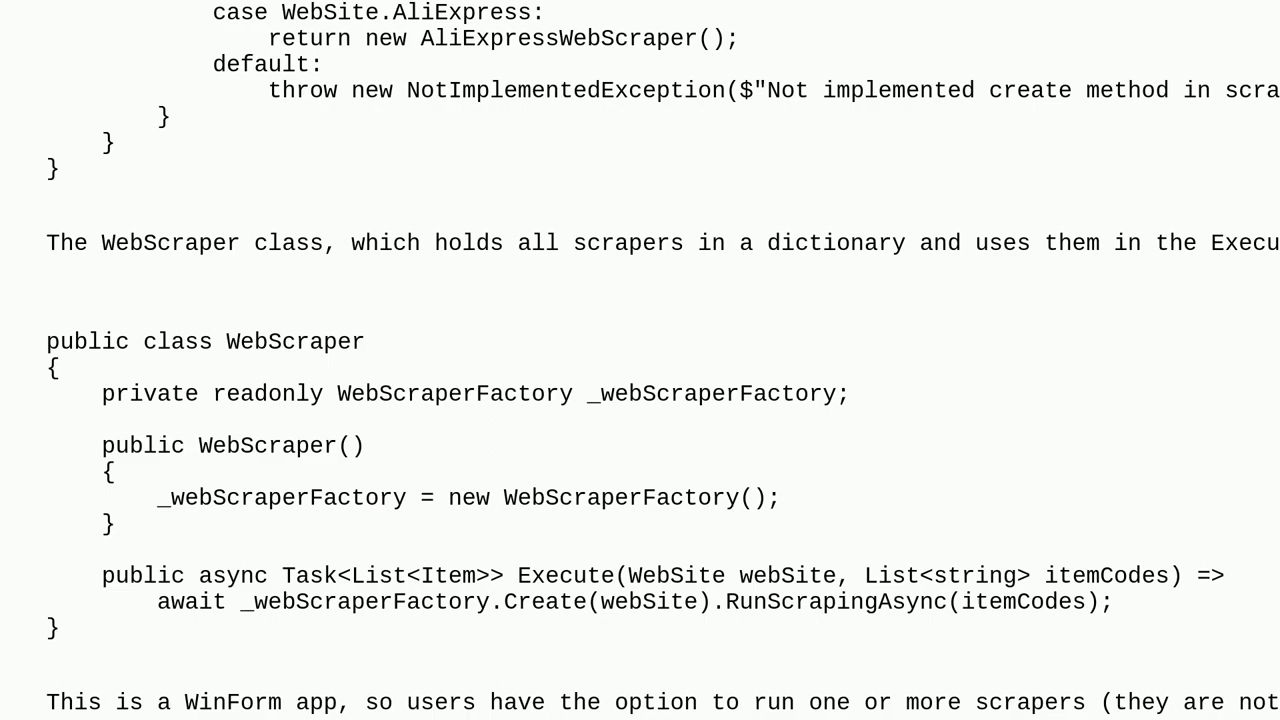 case WebSite.AliExpress:
return new AliExpressWebScraper();
default:
throw new NotImplementedException($"Not implemented create method in
}
}
}
The WebScraper class, which holds all scrapers in a dictionary and uses them in the
public class WebScraper
{
private readonly WebScraperFactory _webScraperFactory;
public WebScraper()
{
_webScraperFactory = new WebScraperFactory();
}
public async Task<List<Item>> Execute(WebSite webSite, List<string> itemCodes) =>
await _webScraperFactory.Create(webSite).RunScrapingAsync(itemCodes);
}
This is a WinForm app, so users have the option to run one or more scrapers (they are not